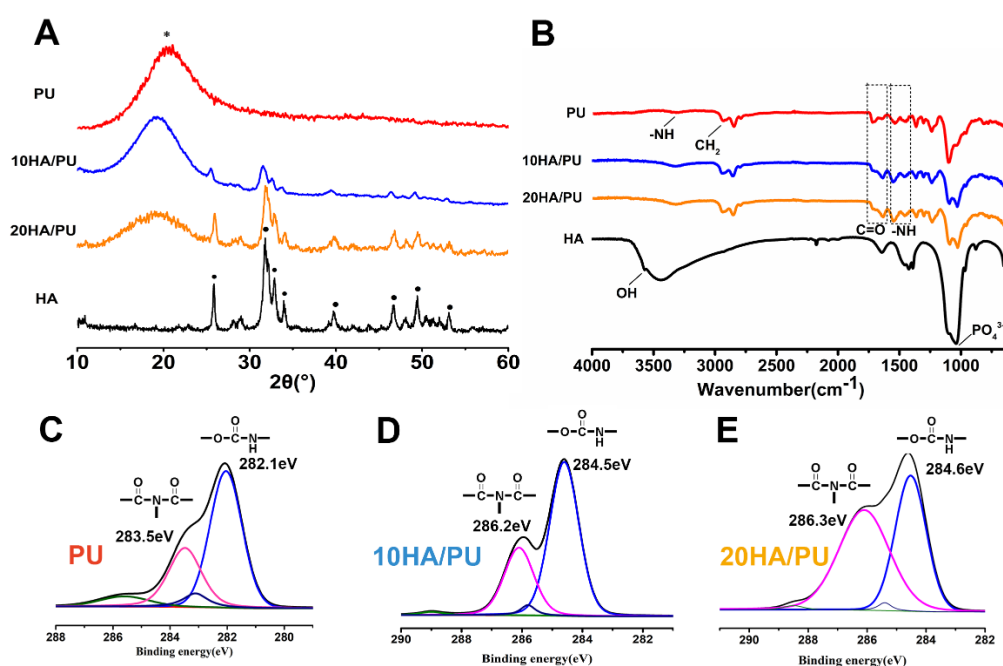 A
*
PU
10HA/PU
20HA/PU
HA
10 20 30 40 50 60
2θ(°)
B
PU
-NH
CH2
10HA/PU
20HA/PU
C=O
-NH
HA
OH
PO4 3-
4000 3500 3000 2500 2000 1500 1000
Wavenumber(cm-1)
C
O
—O—C—N—
H
282.1eV
O O
—C—N—C—
283.5eV
PU
288 286 284 282 280
Binding energy(eV)
D
O
—O—C—N—
H
284.5eV
O O
—C—N—C—
286.2eV
10HA/PU
290 288 286 284 282
Binding energy(eV)
E
O
—O—C—N—
H
284.6eV
O O
—C—N—C—
286.3eV
20HA/PU
290 288 286 284 282
Binding energy(eV)